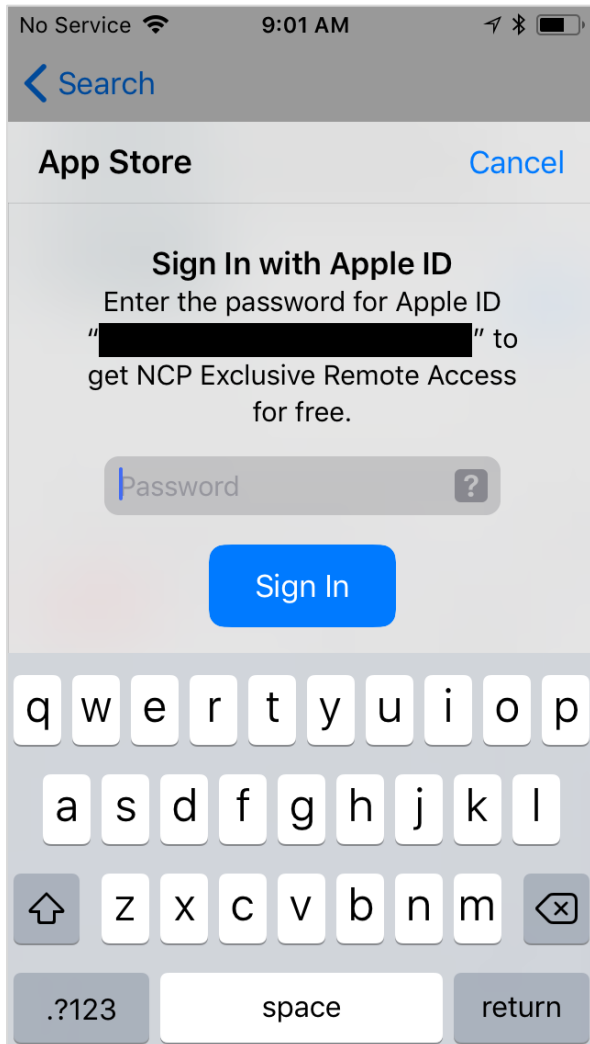 No Service 9:01 AM
Search
App Store Cancel
Sign In with Apple ID
Enter the password for Apple ID
“ ” to
get NCP Exclusive Remote Access
for free.
Password ?
Sign In
q w e r t y u i o p
a s d f g h j k l
z x c v b n m
.?123 space return